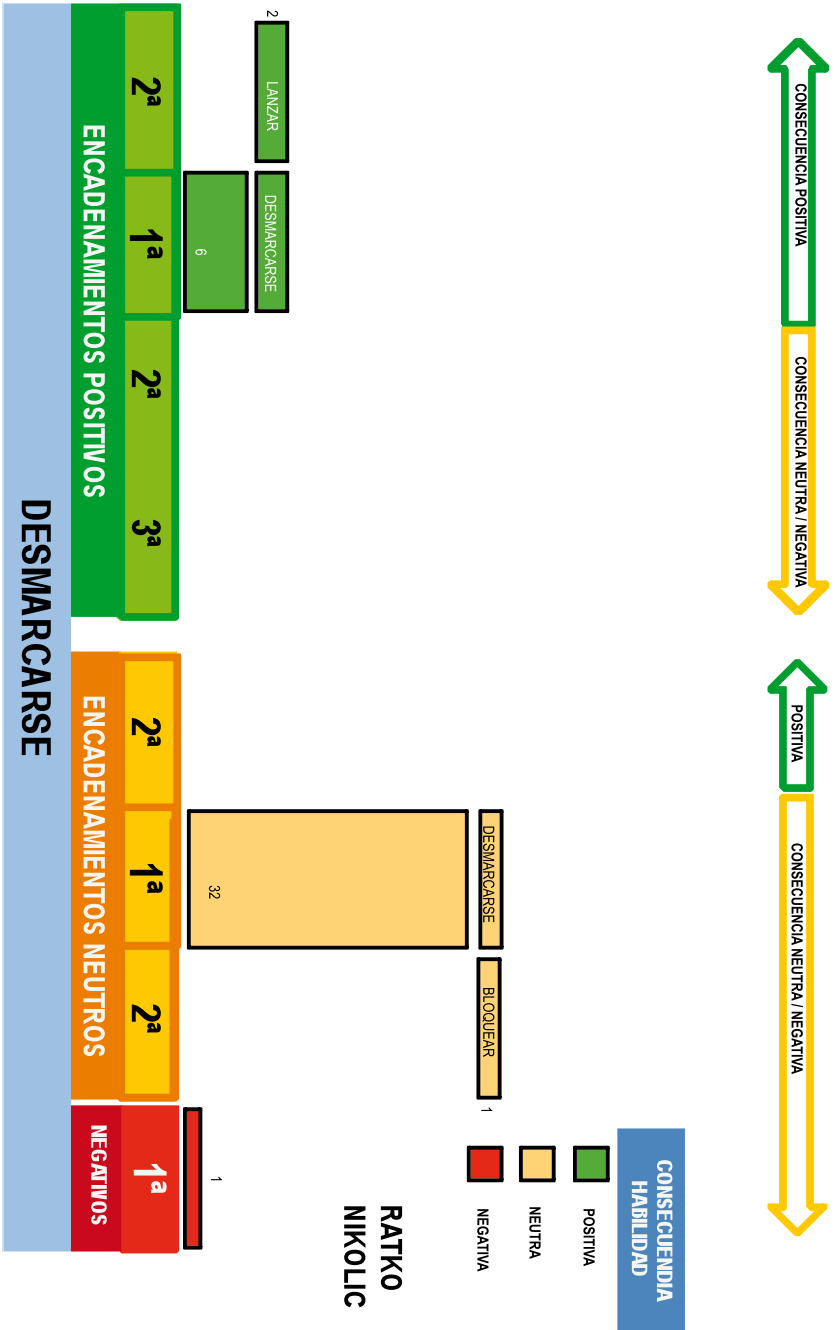 CONSECUENCIA POSITIVA
CONSECUENCIA NEUTRA / NEGATIVA
POSITIVA
CONSECUENCIA NEUTRA / NEGATIVA
CONSECUENDIA
HABILIDAD
POSITIVA
NEUTRA
NEGATIVA
DESMARCARSE
BLOQUEAR
1
RATKO
NIKOLIC
2
LANZAR
DESMARCARSE
6
32
1
2ª
1ª
2ª
3ª
2ª
1ª
2ª
1ª
ENCADENAMIENTOS POSITIVOS
ENCADENAMIENTOS NEUTROS
NEGATIVOS
DESMARCARSE